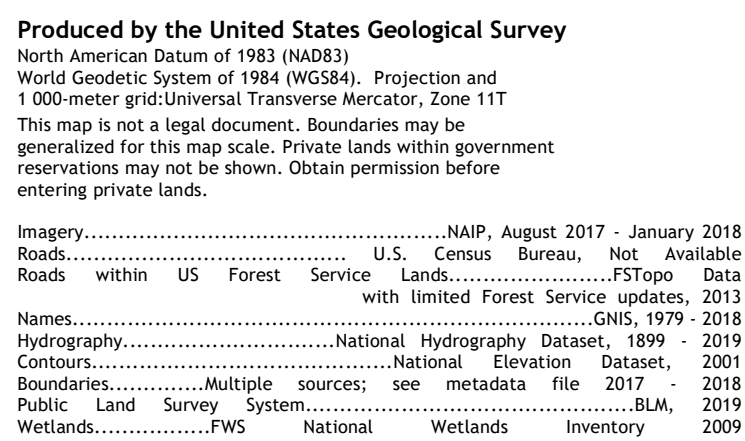 Produced by the United States Geological Survey
North American Datum of 1983 (NAD83)
World Geodetic System of 1984 (WGS84).  Projection and
1 000-meter grid:Universal Transverse Mercator, Zone 11T
This map is not a legal document. Boundaries may be
generalized for this map scale. Private lands within government
reservations may not be shown. Obtain permission before
entering private lands.
Imagery.....................................................NAIP, August 2017 - January 2018
Roads......................................... U.S. Census Bureau, Not Available
Roads within US Forest Service Lands........................FSTopo Data
with limited Forest Service updates, 2013
Names............................................................................GNIS, 1979 - 2018
Hydrography...............................National Hydrography Dataset, 1899 - 2019
Contours............................................National Elevation Dataset, 2001
Boundaries..............Multiple sources; see metadata file 2017 - 2018
Public Land Survey System................................................BLM, 2019
Wetlands.................FWS National Wetlands Inventory 2009